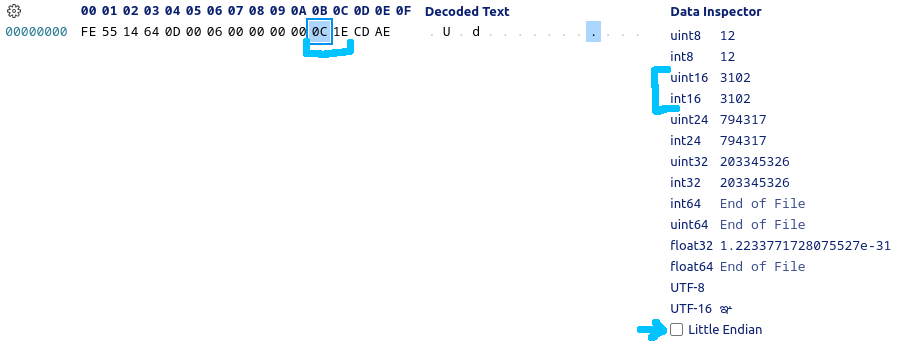 00 01 02 03 04 05 06 07 08 09 0A 0B 0C 0D 0E 0F Decoded Text Data Inspector
00000000 FE 55 14 64 0D 00 06 00 00 00 00 0C 1E CD AE . U . d . . . . . . . . . . .
uint8 12
int8 12
uint16 3102
int16 3102
uint24 794317
int24 794317
uint32 203345326
int32 203345326
int64 End of File
uint64 End of File
float32 1.2233771728075527e-31
float64 End of File
UTF-8
UTF-16 ఞ
Little Endian